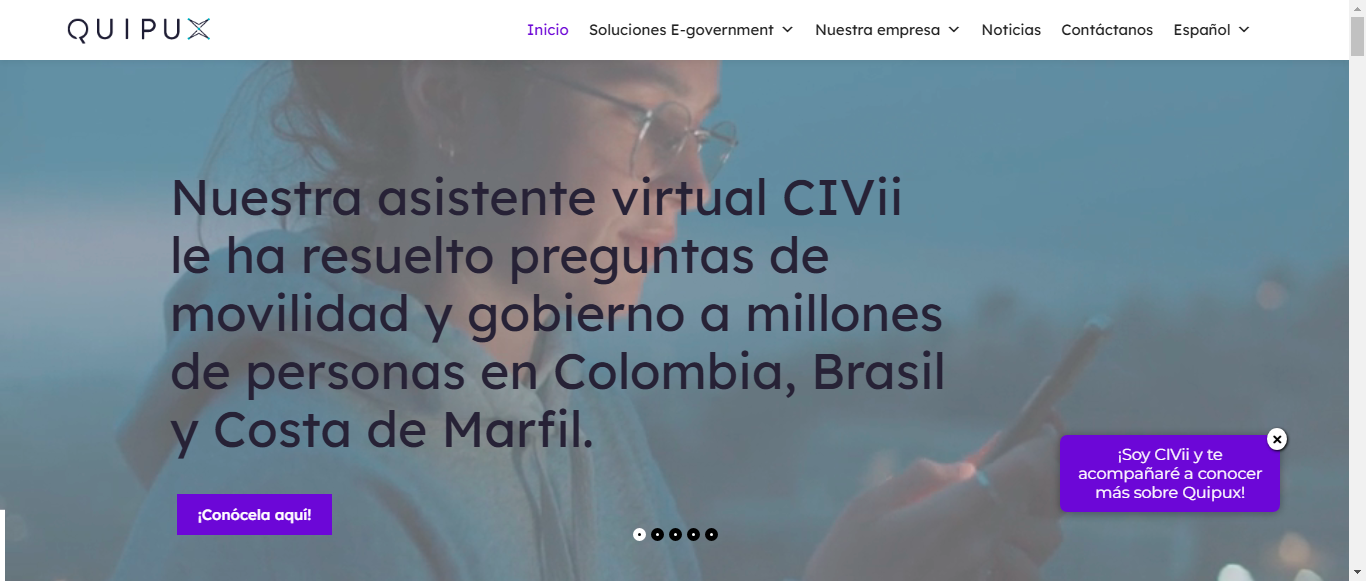 QUIPUX
Inicio
Soluciones E-government
Nuestra empresa
Noticias
Contáctanos
Español
Nuestra asistente virtual CIVii
le ha resuelto preguntas de
movilidad y gobierno a millones
de personas en Colombia, Brasil
y Costa de Marfil.
¡Soy CIVii y te
acompañaré a conocer
más sobre Quipux!
¡Conócela aquí!